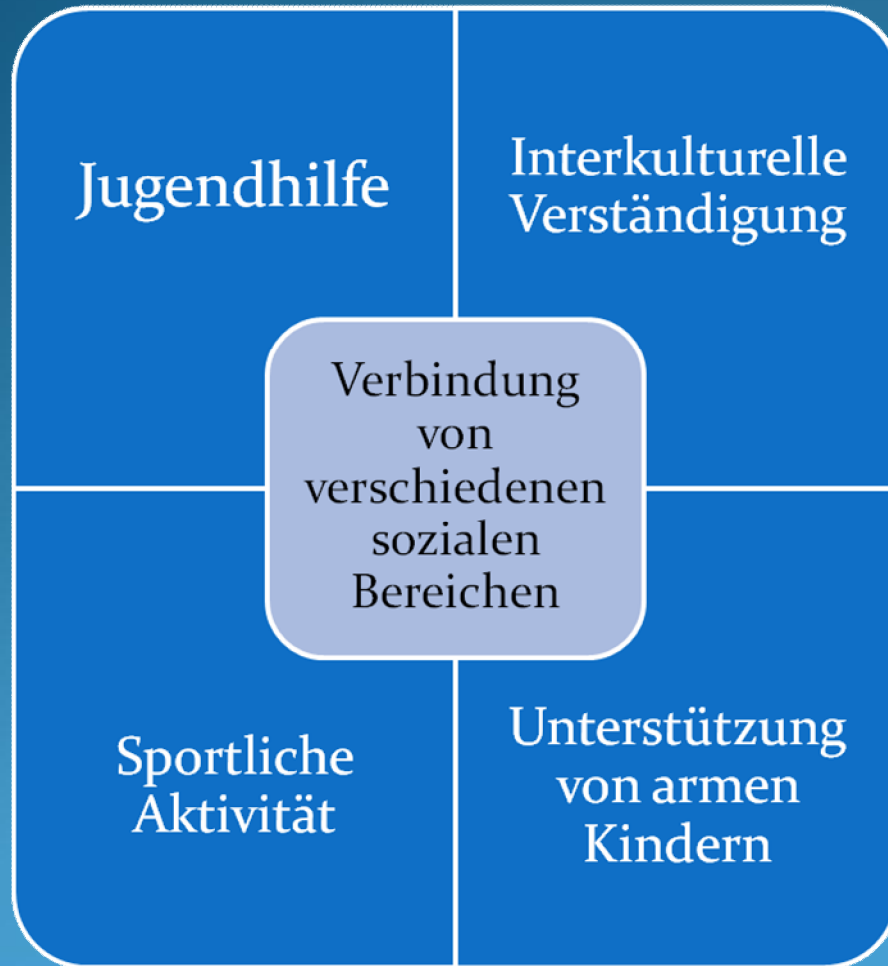 Jugendhilfe
Interkulturelle
Verständigung
Verbindung
von
verschiedenen
sozialen
Bereichen
Sportliche
Aktivität
Unterstützung
von armen
Kindern